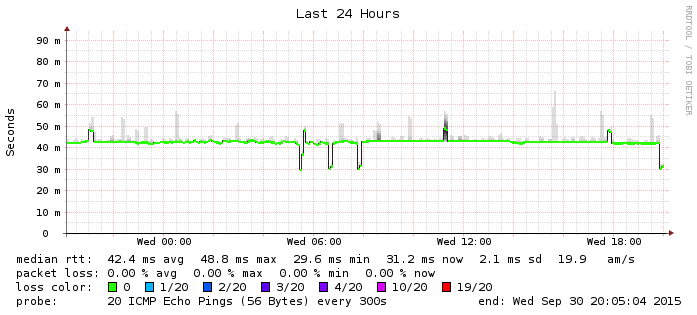 Last 24 Hours
RRDTOOL / TOBI OETIKER
Seconds
90 m
80 m
70 m
60 m
50 m
40 m
30 m
20 m
10 m
0
Wed 00:00 Wed 06:00 Wed 12:00 Wed 18:00
median rtt: 42.4 ms avg 48.8 ms max 29.6 ms min 31.2 ms now 2.1 ms sd 19.9 am/s
packet loss: 0.00 % avg 0.00 % max 0.00 % min 0.00 % now
loss color: 0 1/20 2/20 3/20 4/20 10/20 19/20
probe: 20 ICMP Echo Pings (56 Bytes) every 300s end: Wed Sep 30 20:05:04 2015